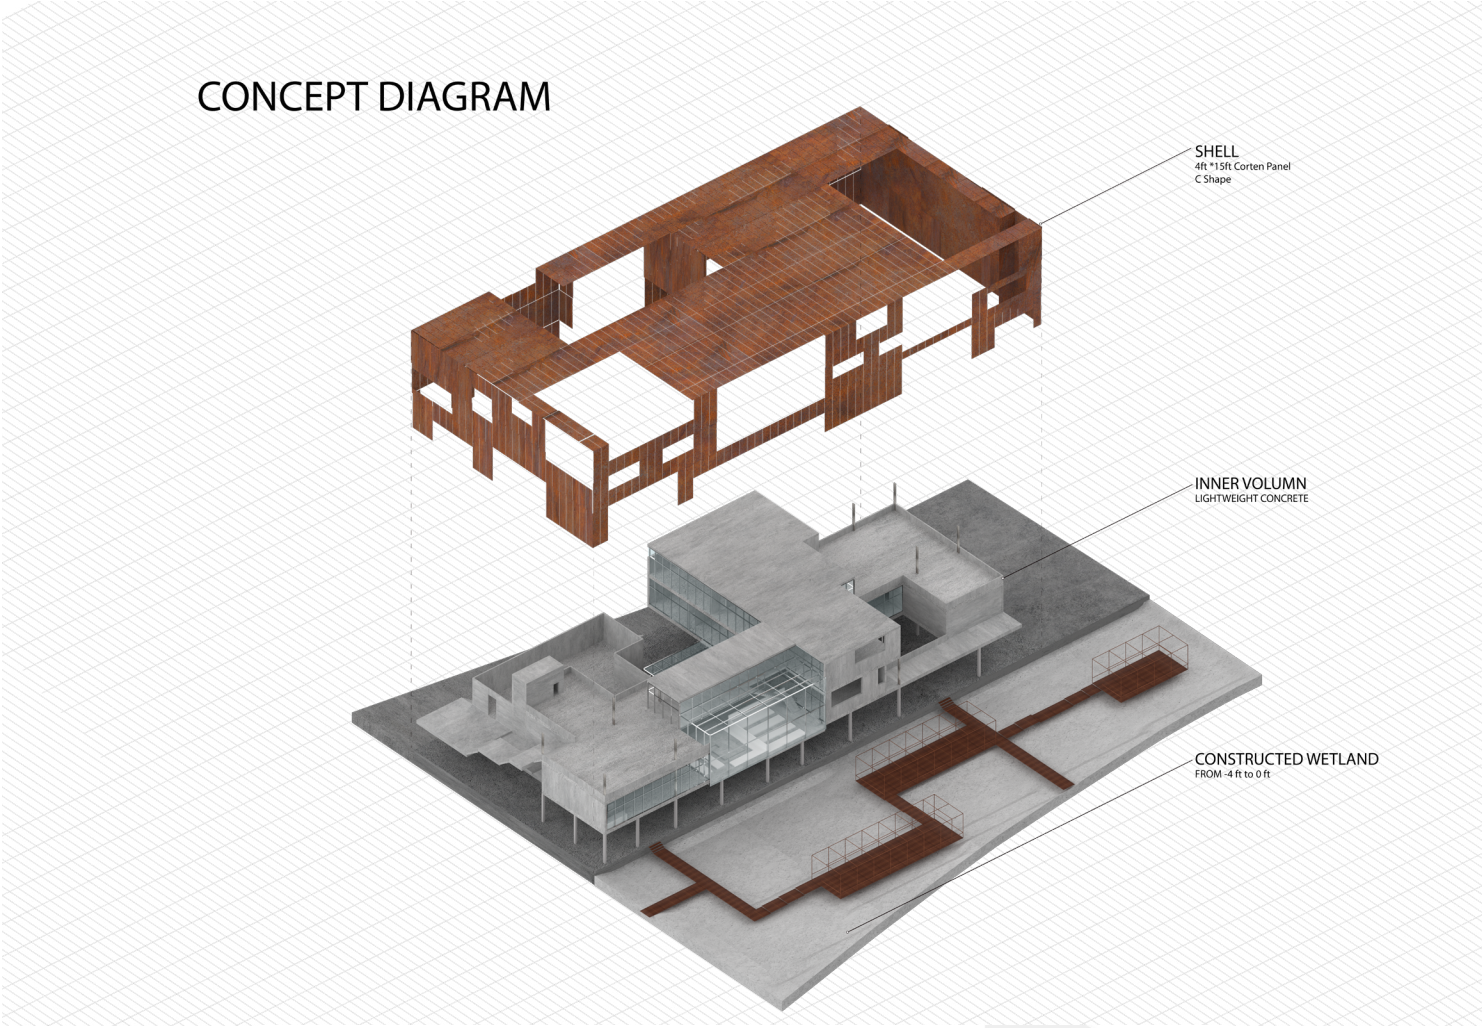 CONCEPT DIAGRAM
SHELL
4ft *15ft Corten Panel
C Shape
INNER VOLUMN
LIGHTWEIGHT CONCRETE
CONSTRUCTED WETLAND
FROM -4 ft to 0 ft